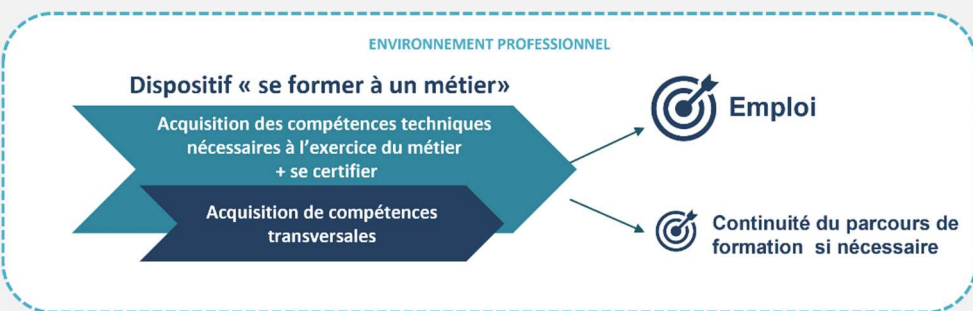 ENVIRONNEMENT PROFESSIONNEL
Dispositif « se former à un métier»
Acquisition des compétences techniques
nécessaires à l'exercice du métier
+ se certifier
Acquisition de compétences
transversales
Emploi
Continuité du parcours de
formation si nécessaire